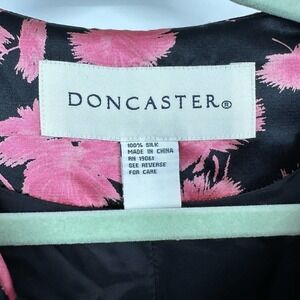 DONCASTER®
100% SILK
MADE IN CHINA
RN 19061
SEE REVERSE
FOR CARE